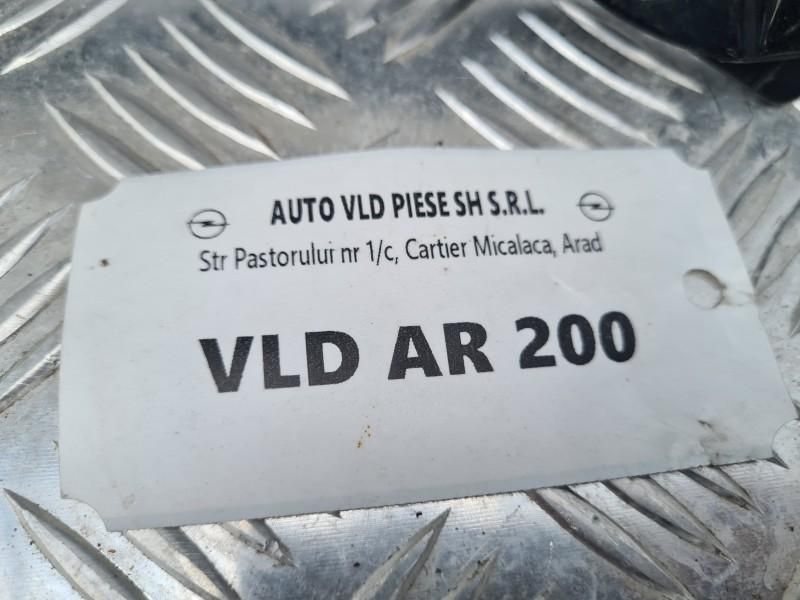 AUTO VLD PIESE SH S.R.L.
Str Pastorului nr 1/c, Cartier Micalaca, Arad
VLD AR 200